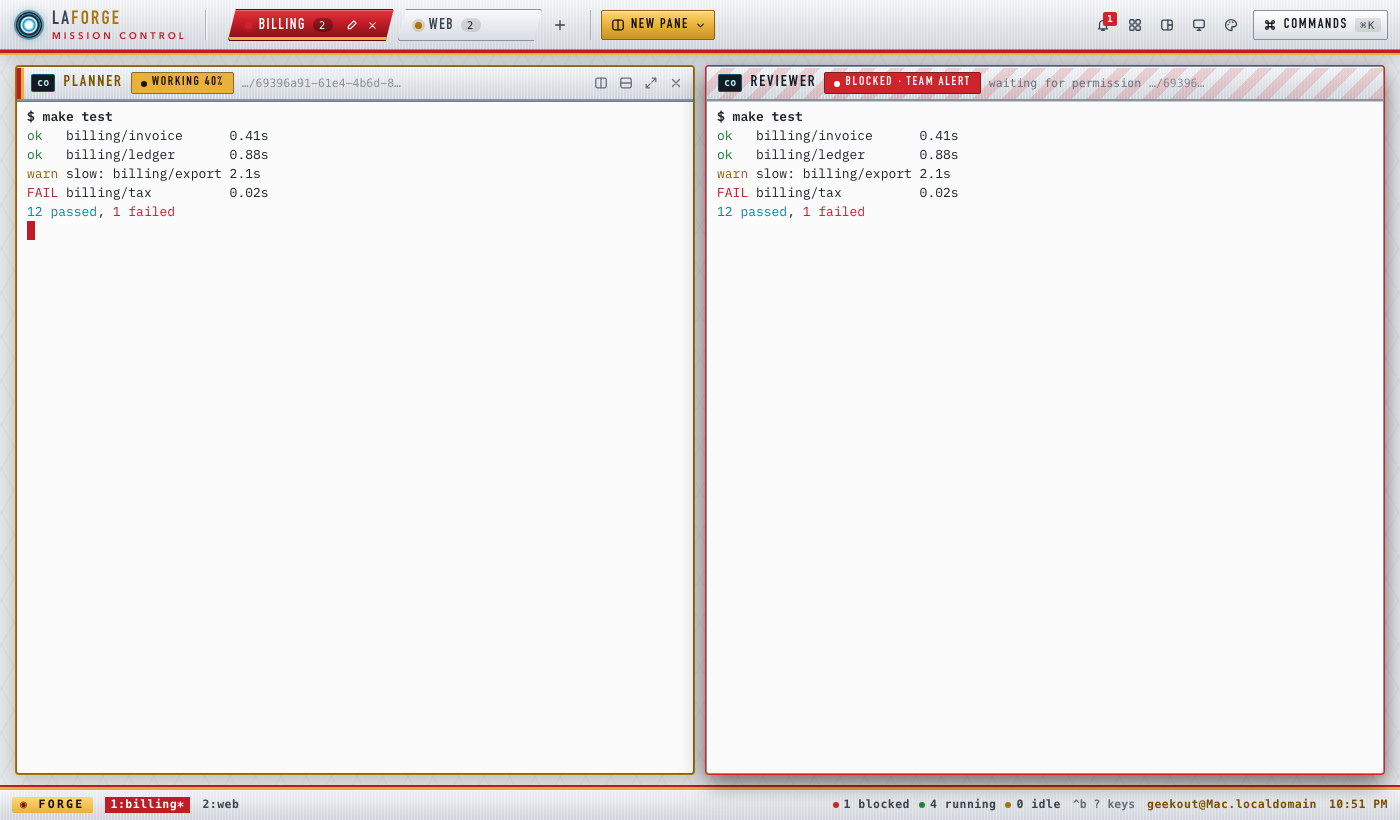 LAFORGE
MISSION CONTROL
BILLING 2
WEB 2
NEW PANE
1
COMMANDS ⌘K
co PLANNER WORKING 40% …/69396a91-61e4-4b6d-8…
$ make test
ok billing/invoice 0.41s
ok billing/ledger 0.88s
warn slow: billing/export 2.1s
FAIL billing/tax 0.02s
12 passed, 1 failed
co REVIEWER BLOCKED · TEAM ALERT waiting for permission …/69396…
$ make test
ok billing/invoice 0.41s
ok billing/ledger 0.88s
warn slow: billing/export 2.1s
FAIL billing/tax 0.02s
12 passed, 1 failed
◉ FORGE 1:billing* 2:web 1 blocked 4 running 0 idle ^b ? keys geekout@Mac.localdomain 10:51 PM